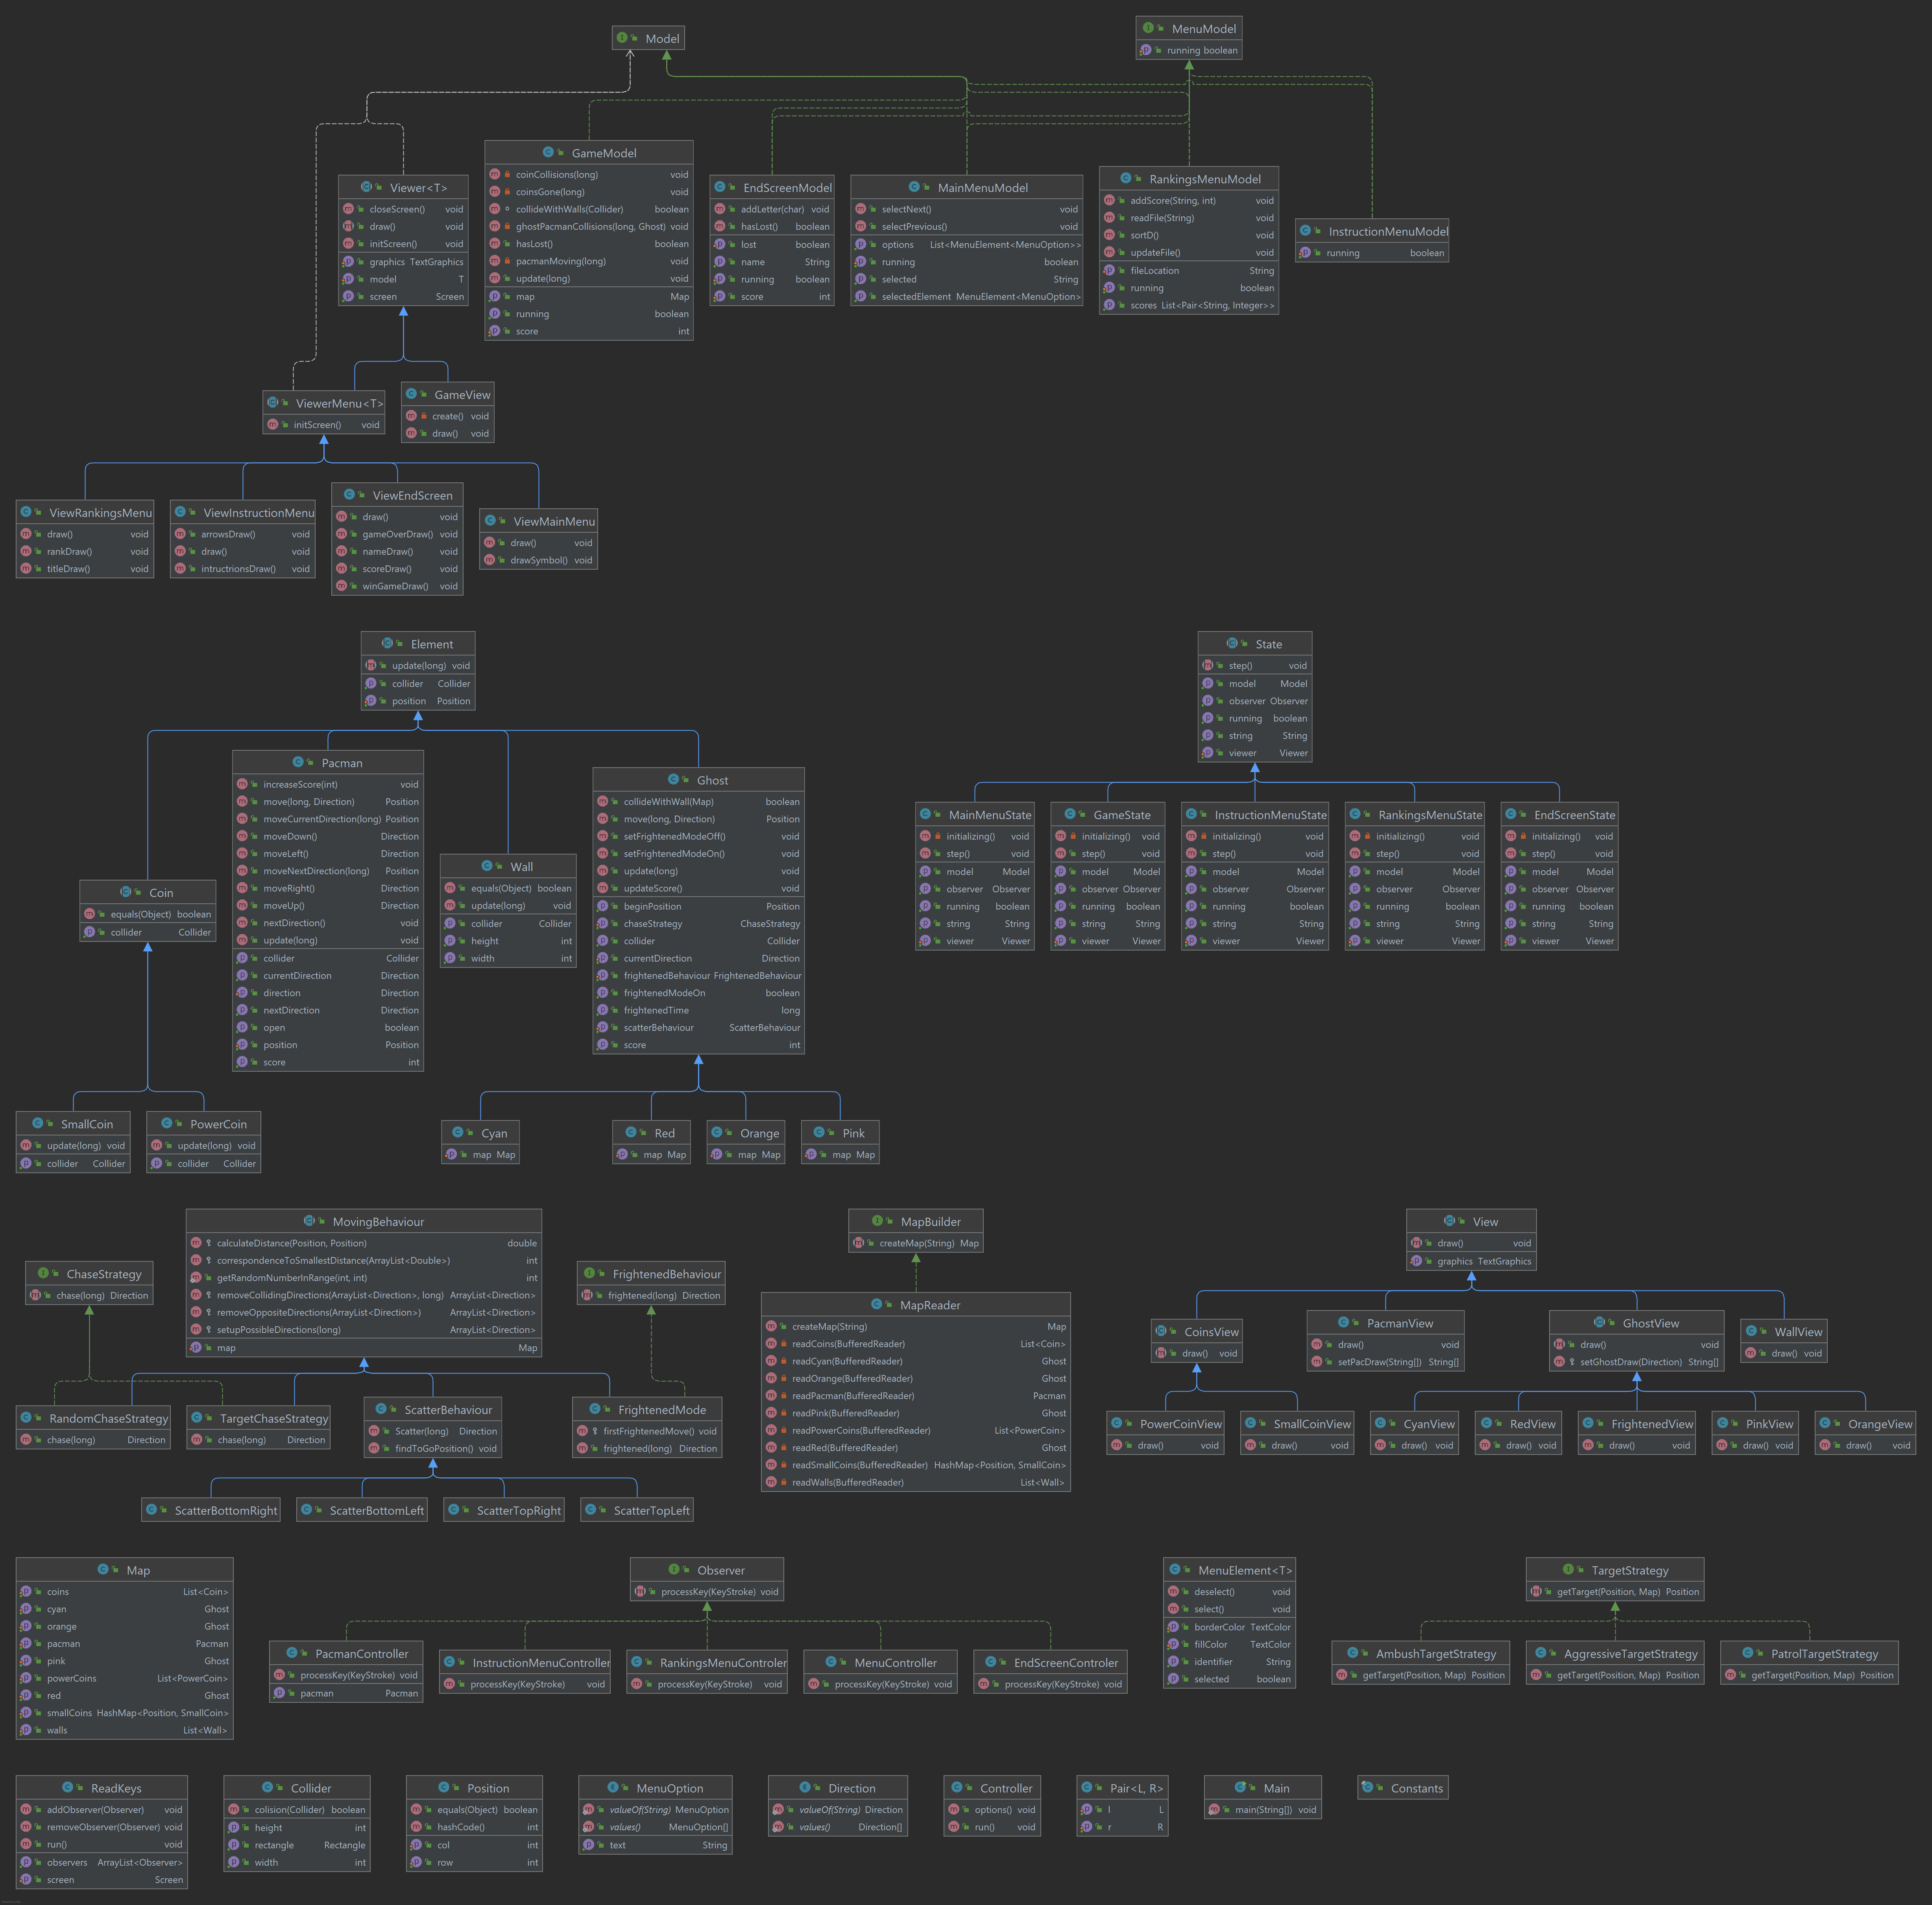 Model
MenuModel
running boolean
Viewer<T>
closeScreen() void
draw() void
initScreen() void
graphics TextGraphics
model T
screen Screen
GameModel
coinCollisions(long) void
coinsGone(long) void
collideWithWalls(Collider) boolean
ghostPacmanCollisions(long, Ghost) void
hasLost() boolean
pacmanMoving(long) void
update(long) void
map Map
running boolean
score int
EndScreenModel
addLetter(char) void
hasLost() boolean
lost boolean
name String
running boolean
score int
MainMenuModel
selectNext() void
selectPrevious() void
options List<MenuElement<MenuOption>>
running boolean
selected String
selectedElement MenuElement<MenuOption>
RankingsMenuModel
addScore(String, int) void
readFile(String) void
sortD() void
updateFile() void
fileLocation String
running boolean
scores List<Pair<String, Integer>>
InstructionMenuModel
running boolean
ViewerMenu<T>
initScreen() void
GameView
create() void
draw() void
ViewRankingsMenu
draw() void
rankDraw() void
titleDraw() void
ViewInstructionMenu
arrowsDraw() void
draw() void
intructrionsDraw() void
ViewEndScreen
draw() void
gameOverDraw() void
nameDraw() void
scoreDraw() void
winGameDraw() void
ViewMainMenu
draw() void
drawSymbol() void
Element
update(long) void
collider Collider
position Position
State
step() void
model Model
observer Observer
running boolean
string String
viewer Viewer
Coin
equals(Object) boolean
collider Collider
Pacman
increaseScore(int) void
move(long, Direction) Position
moveCurrentDirection(long) Position
moveDown() Direction
moveLeft() Direction
moveNextDirection(long) Position
moveRight() Direction
moveUp() Direction
nextDirection() void
update(long) void
collider Collider
currentDirection Direction
direction Direction
nextDirection Direction
open boolean
position Position
score int
Wall
equals(Object) boolean
update(long) void
collider Collider
height int
width int
Ghost
collideWithWall(Map) boolean
move(long, Direction) Position
setFrightenedModeOff() void
setFrightenedModeOn() void
update(long) void
updateScore() void
beginPosition Position
chaseStrategy ChaseStrategy
collider Collider
currentDirection Direction
frightenedBehaviour FrightenedBehaviour
frightenedModeOn boolean
frightenedTime long
scatterBehaviour ScatterBehaviour
score int
MainMenuState
initializing() void
step() void
model Model
observer Observer
running boolean
string String
viewer Viewer
GameState
initializing() void
step() void
model Model
observer Observer
running boolean
string String
viewer Viewer
InstructionMenuState
initializing() void
step() void
model Model
observer Observer
running boolean
string String
viewer Viewer
RankingsMenuState
initializing() void
step() void
model Model
observer Observer
running boolean
string String
viewer Viewer
EndScreenState
initializing() void
step() void
model Model
observer Observer
running boolean
string String
viewer Viewer
SmallCoin
update(long) void
collider Collider
PowerCoin
update(long) void
collider Collider
Cyan
map Map
Red
map Map
Orange
map Map
Pink
map Map
ChaseStrategy
chase(long) Direction
MovingBehaviour
calculateDistance(Position, Position) double
correspondenceToSmallestDistance(ArrayList<Double>) int
getRandomNumberInRange(int, int) int
removeCollidingDirections(ArrayList<Direction>, long) ArrayList<Direction>
removeOppositeDirections(ArrayList<Direction>) ArrayList<Direction>
setupPossibleDirections(long) ArrayList<Direction>
map Map
FrightenedBehaviour
frightened(long) Direction
MapBuilder
createMap(String) Map
MapReader
createMap(String) Map
readCoins(BufferedReader) List<Coin>
readCyan(BufferedReader) Ghost
readOrange(BufferedReader) Ghost
readPacman(BufferedReader) Pacman
readPink(BufferedReader) Ghost
readPowerCoins(BufferedReader) List<PowerCoin>
readRed(BufferedReader) Ghost
readSmallCoins(BufferedReader) HashMap<Position, SmallCoin>
readWalls(BufferedReader) List<Wall>
View
draw() void
graphics TextGraphics
CoinsView
draw() void
PacmanView
draw() void
setPacDraw(String[]) String[]
GhostView
draw() void
setGhostDraw(Direction) String[]
WallView
draw() void
RandomChaseStrategy
chase(long) Direction
TargetChaseStrategy
chase(long) Direction
ScatterBehaviour
Scatter(long) Direction
findToGoPosition() void
FrightenedMode
firstFrightenedMove() void
frightened(long) Direction
PowerCoinView
draw() void
SmallCoinView
draw() void
CyanView
draw() void
RedView
draw() void
FrightenedView
draw() void
PinkView
draw() void
OrangeView
draw() void
ScatterBottomRight
ScatterBottomLeft
ScatterTopRight
ScatterTopLeft
Map
coins List<Coin>
cyan Ghost
orange Ghost
pacman Pacman
pink Ghost
powerCoins List<PowerCoin>
red Ghost
smallCoins HashMap<Position, SmallCoin>
walls List<Wall>
Observer
processKey(KeyStroke) void
PacmanController
processKey(KeyStroke) void
pacman Pacman
InstructionMenuController
processKey(KeyStroke) void
RankingsMenuControler
processKey(KeyStroke) void
MenuController
processKey(KeyStroke) void
EndScreenControler
processKey(KeyStroke) void
MenuElement<T>
deselect() void
select() void
borderColor TextColor
fillColor TextColor
identifier String
selected boolean
TargetStrategy
getTarget(Position, Map) Position
AmbushTargetStrategy
getTarget(Position, Map) Position
AggressiveTargetStrategy
getTarget(Position, Map) Position
PatrolTargetStrategy
getTarget(Position, Map) Position
ReadKeys
addObserver(Observer) void
removeObserver(Observer) void
run() void
observers ArrayList<Observer>
screen Screen
Collider
colision(Collider) boolean
height int
rectangle Rectangle
width int
Position
equals(Object) boolean
hashCode() int
col int
row int
MenuOption
valueOf(String) MenuOption
values() MenuOption[]
text String
Direction
valueOf(String) Direction
values() Direction[]
Controller
options() void
run() void
Pair<L, R>
l L
r R
Main
main(String[]) void
Constants